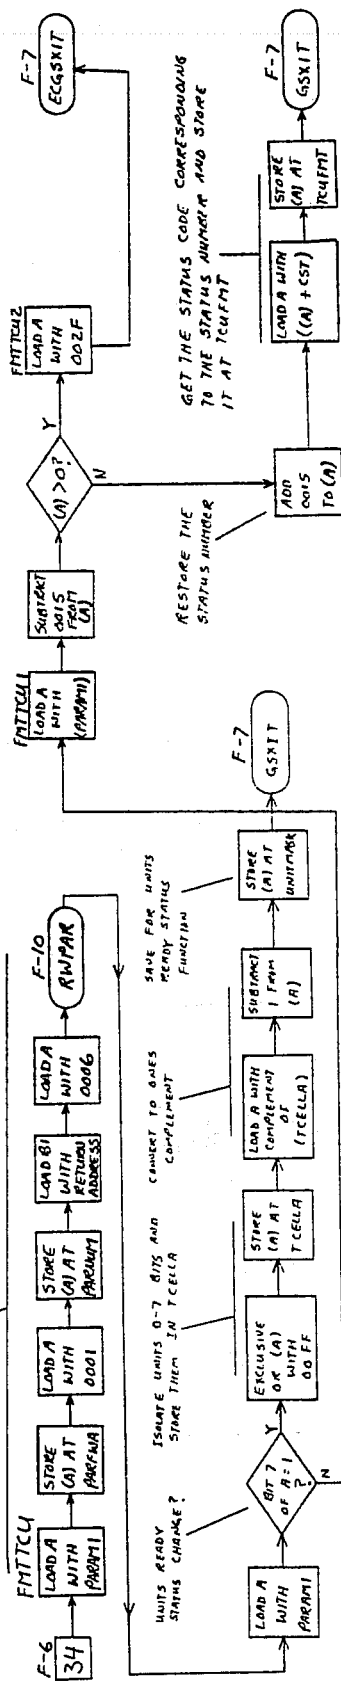 F-6
34
FMTTCU
LOAD A
WITH
PARAM1
STORE
(A) AT
PARFWA
LOAD A
WITH
0001
STORE
(A) AT
PARNUM
LOAD B1
WITH
RETURN
ADDRESS
LOAD A
WITH
0006
F-10
RWPAR
FMTTCU1
LOAD A
WITH
(PARAM1)
SUBTRACT
0015
FROM
(A)
(A) >0?
Y
N
FMTTCU2
LOAD A
WITH
002F
F-7
ECGSXIT
UNITS READY
STATUS CHANGE?
LOAD A
WITH
PARAM1
BIT 7
OF A=1
?
Y
N
ISOLATE UNITS 0-7 BITS AND
STORE THEM IN TCELLA
EXCLUSIVE
OR (A)
WITH
00FF
STORE
(A) AT
TCELLA
CONVERT TO ONES
COMPLEMENT
LOAD A WITH
COMPLEMENT
OF
(TCELLA)
SUBTRACT
1 FROM
(A)
SAVE FOR UNITS
READY STATUS
FUNCTION
STORE
(A) AT
UNITMASK
F-7
GSXIT
RESTORE THE
STATUS NUMBER
ADD
0015
TO (A)
GET THE STATUS CODE CORRESPONDING
TO THE STATUS NUMBER AND STORE
IT AT TCUFMT
LOAD A WITH
((A) + CST)
STORE
(A) AT
TCUFMT
F-7
GSXIT